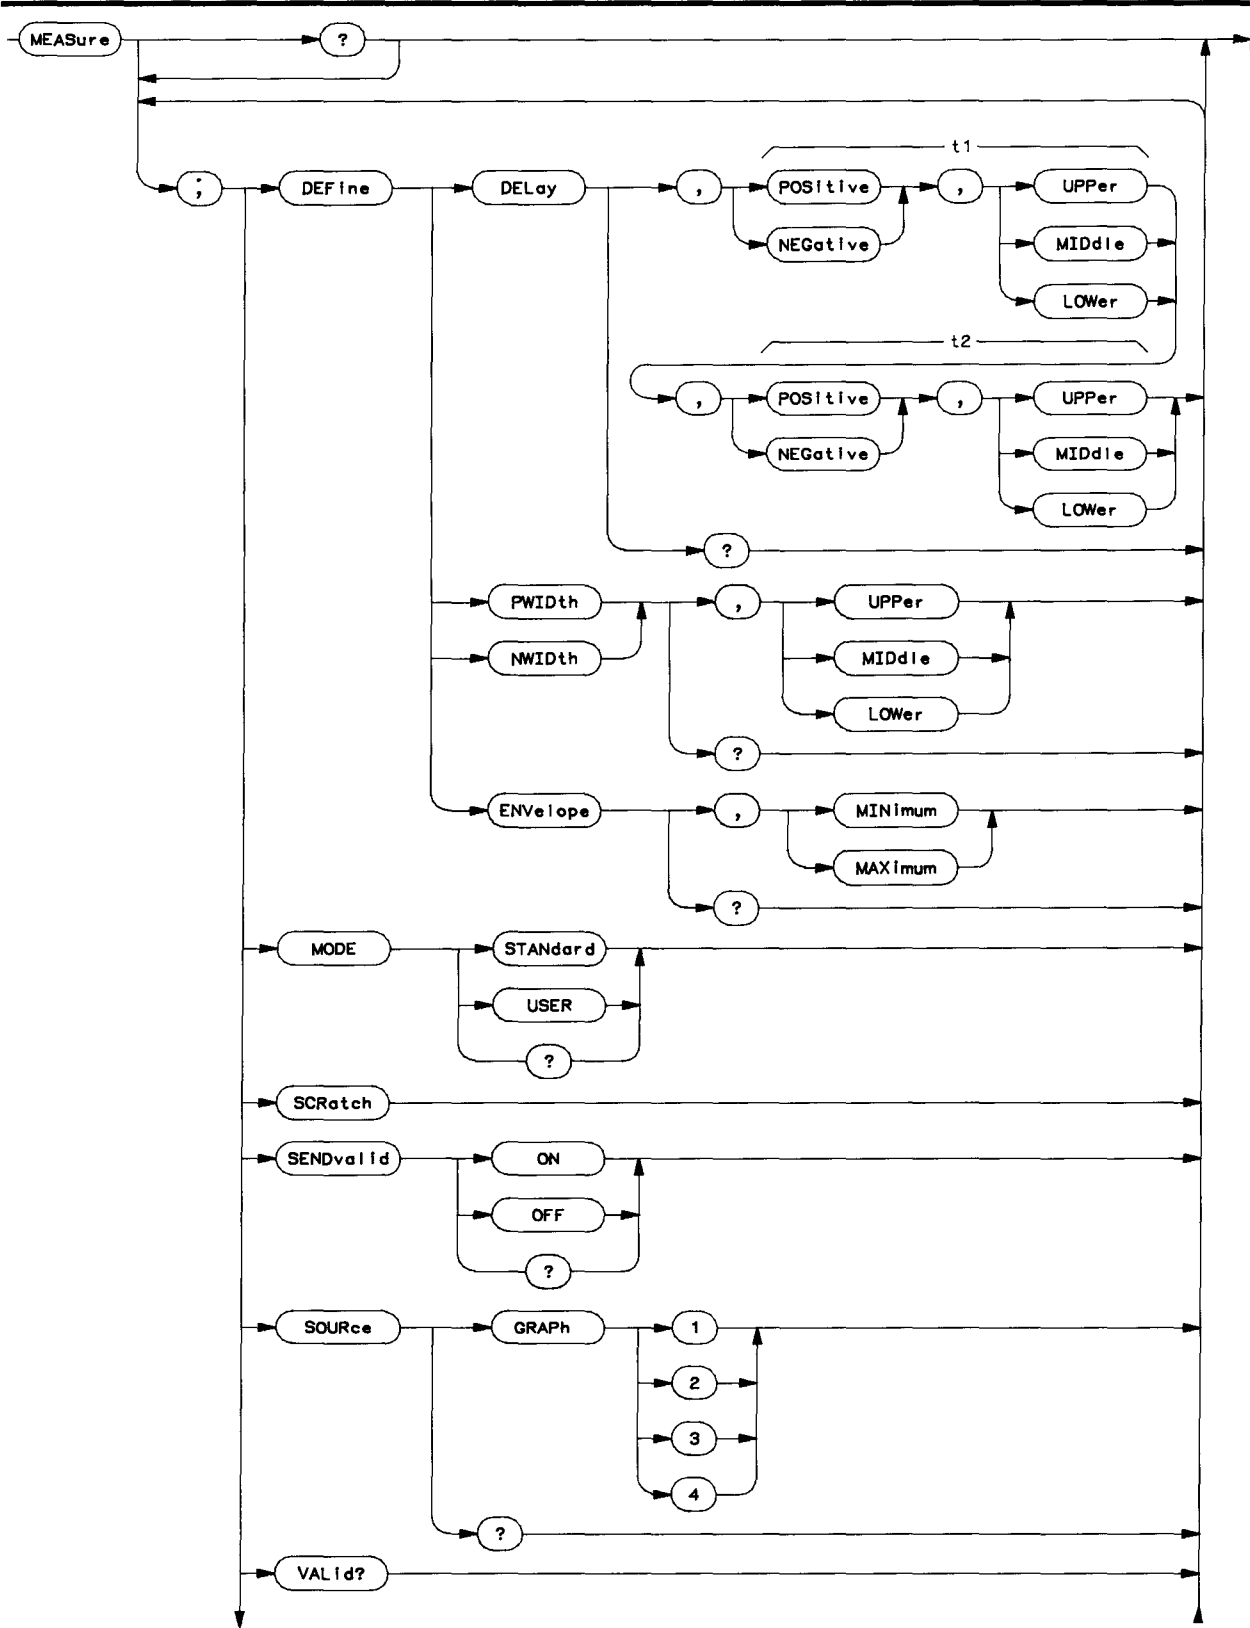 MEASure ?
t1
; DEFine DELay , POSitive , UPPer
NEGative MIDdle
LOWer
t2
, POSitive , UPPer
NEGative MIDdle
LOWer
?
PWIDth , UPPer
NWIDth MIDdle
LOWer
?
ENVelope , MINimum
MAXimum
?
MODE STANdard
USER
?
SCRatch
SENDvalid ON
OFF
?
SOURce GRAPh 1
2
3
4
?
VALid?